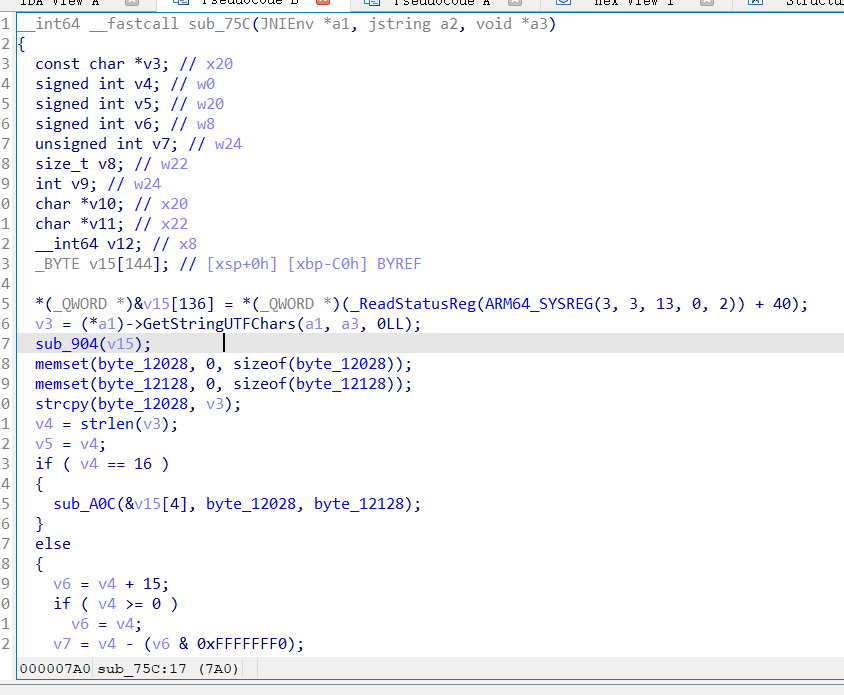 IDA View A Pseudocode B Pseudocode A Hex View 1 Structu
1 __int64 __fastcall sub_75C(JNIEnv *a1, jstring a2, void *a3)
2 {
3 const char *v3; // x20
4 signed int v4; // w0
5 signed int v5; // w20
6 signed int v6; // w8
7 unsigned int v7; // w24
8 size_t v8; // w22
9 int v9; // w24
0 char *v10; // x20
1 char *v11; // x22
2 __int64 v12; // x8
3 _BYTE v15[144]; // [xsp+0h] [xbp-C0h] BYREF
4
5 *(_QWORD *)&v15[136] = *(_QWORD *)(_ReadStatusReg(ARM64_SYSREG(3, 3, 13, 0, 2)) + 40);
6 v3 = (*a1)->GetStringUTFChars(a1, a3, 0LL);
7 sub_904(v15);
8 memset(byte_12028, 0, sizeof(byte_12028));
9 memset(byte_12128, 0, sizeof(byte_12128));
0 strcpy(byte_12028, v3);
1 v4 = strlen(v3);
2 v5 = v4;
3 if ( v4 == 16 )
4 {
5 sub_A0C(&v15[4], byte_12028, byte_12128);
6 }
7 else
8 {
9 v6 = v4 + 15;
0 if ( v4 >= 0 )
1 v6 = v4;
2 v7 = v4 - (v6 & 0xFFFFFFF0);
000007A0 sub_75C:17 (7A0)